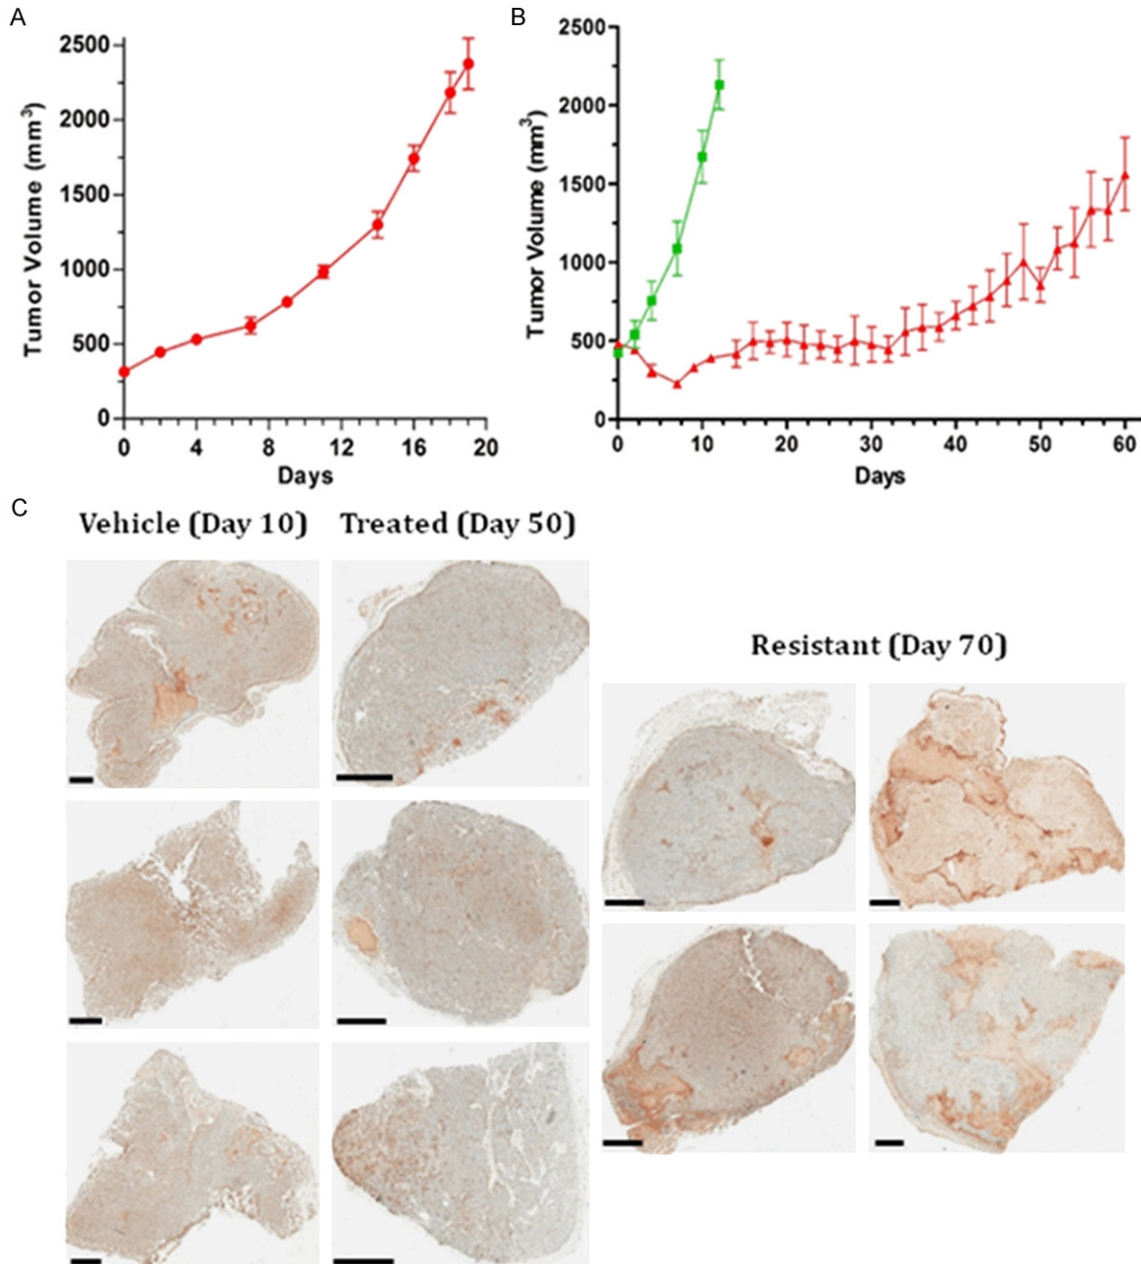 A
2500
2000
1500
1000
500
0
Tumor Volume (mm³)
0 4 8 12 16 20
Days
B
2500
2000
1500
1000
500
0
Tumor Volume (mm³)
0 10 20 30 40 50 60
Days
C
Vehicle (Day 10) Treated (Day 50)
Resistant (Day 70)